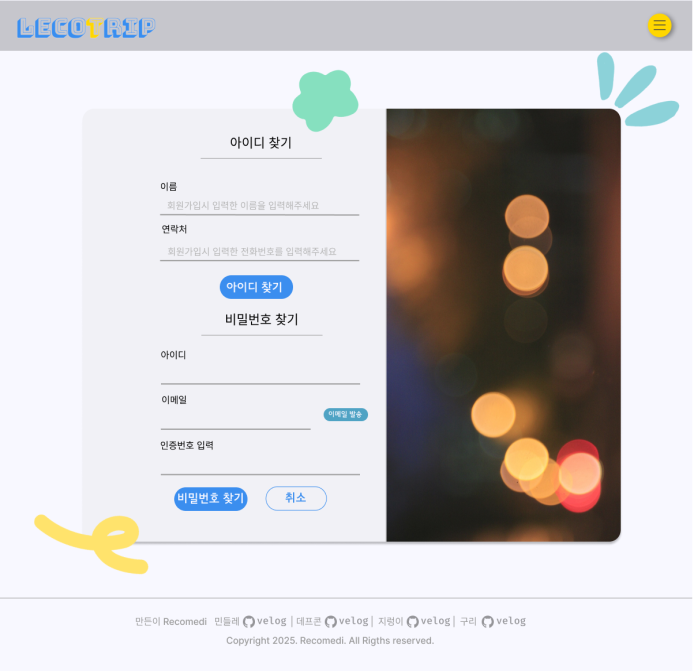 LECOTRIP
아이디 찾기
이름
회원가입시 입력한 이름을 입력해주세요
연락처
회원가입시 입력한 전화번호를 입력해주세요
아이디 찾기
비밀번호 찾기
아이디
이메일
이메일 발송
인증번호 입력
비밀번호 찾기
취소
만든이 Recomedi 민들레 velog | 데프콘 velog | 지렁이 velog | 구리 velog
Copyright 2025. Recomedi. All Rigths reserved.